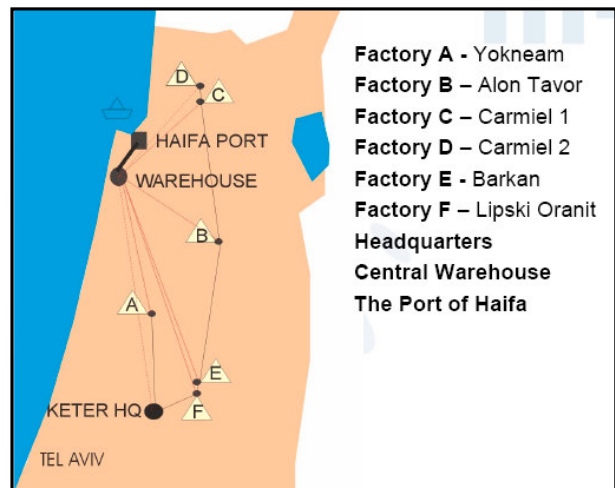 D
C
HAIFA PORT
WAREHOUSE
B
A
E
KETER HQ
F
TEL AVIV
Factory A - Yokneam
Factory B – Alon Tavor
Factory C – Carmiel 1
Factory D – Carmiel 2
Factory E - Barkan
Factory F – Lipski Oranit
Headquarters
Central Warehouse
The Port of Haifa